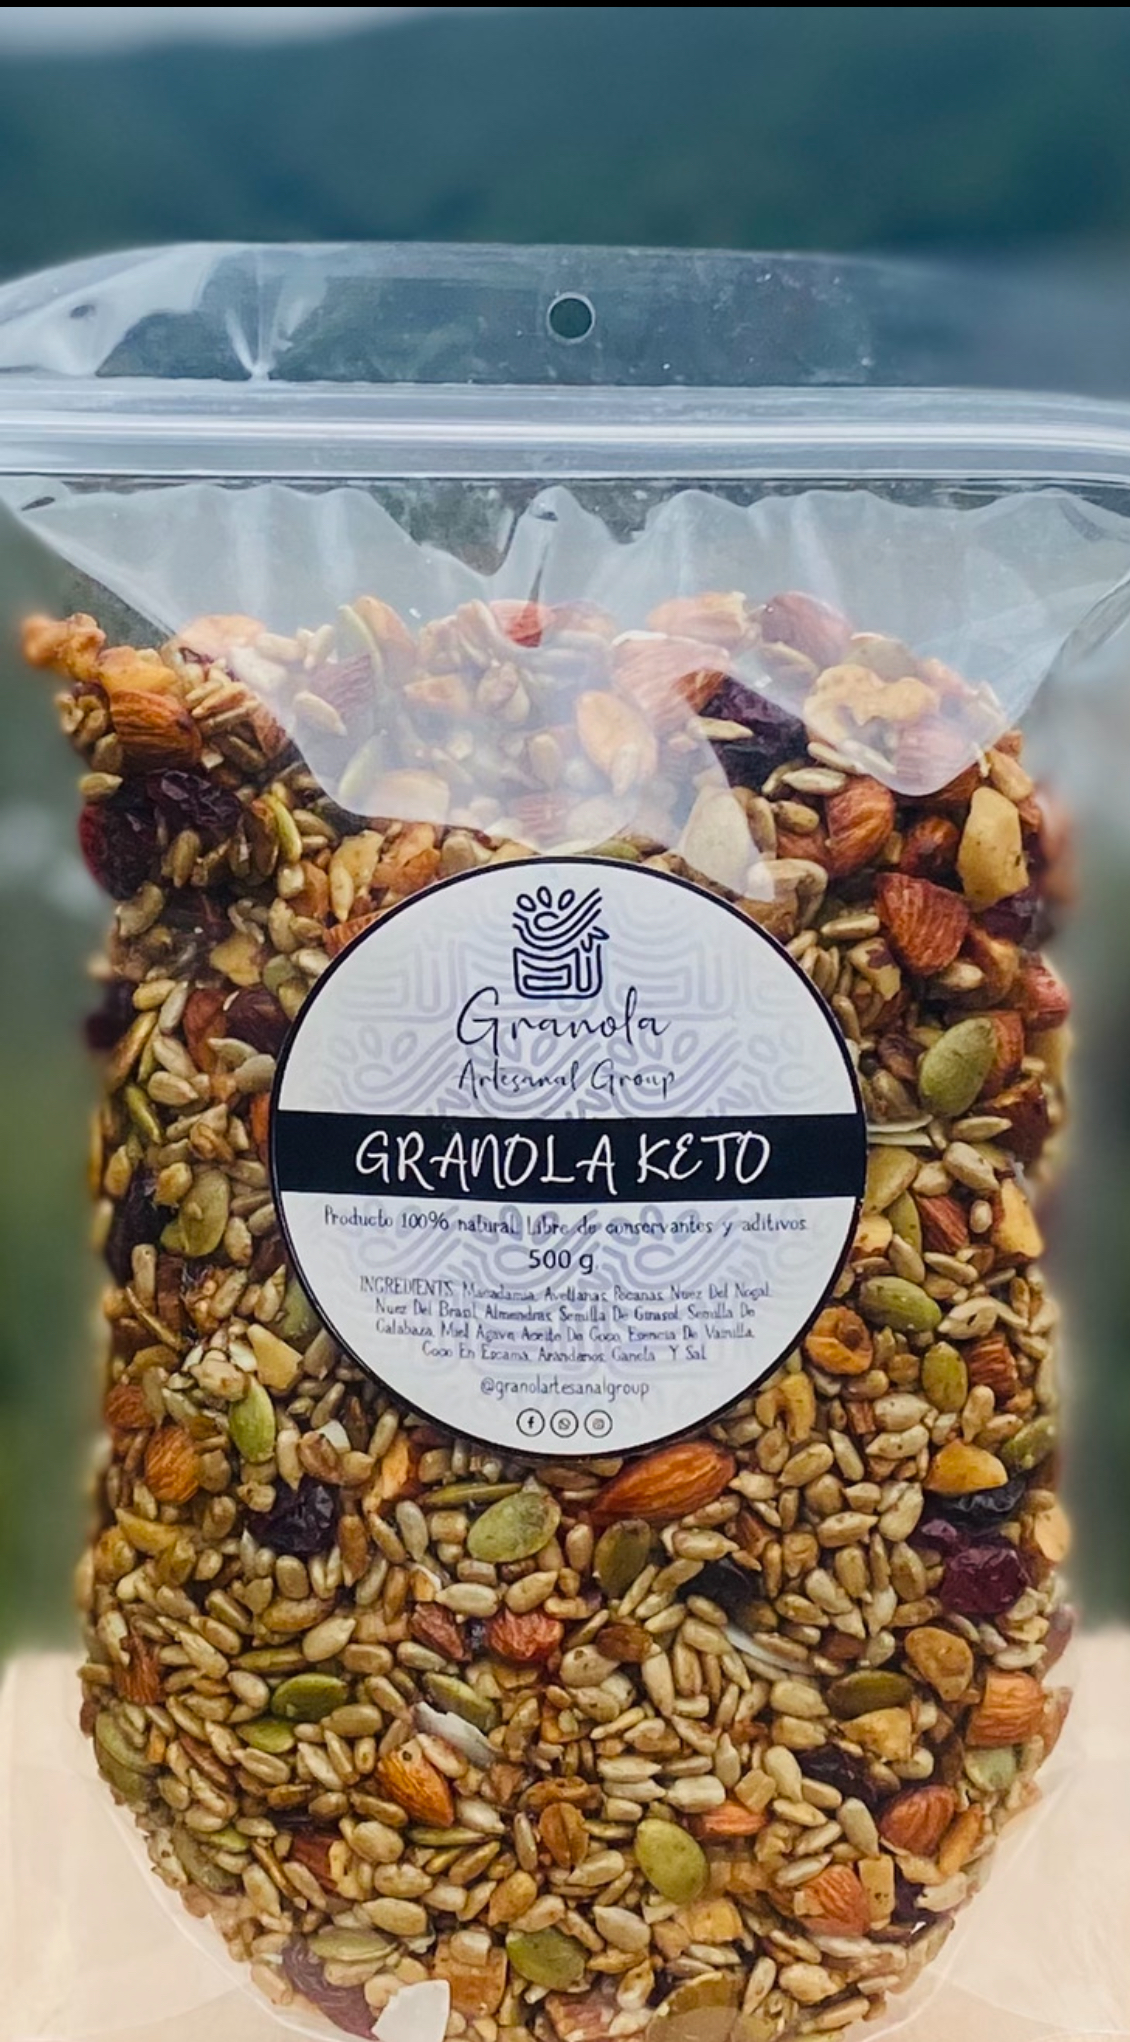 Granola
Artesanal Group
GRANOLA KETO
Producto 100% natural. Libre de conservantes y aditivos.
500 g.
INGREDIENTS: Macadamia, Avellanas, Pecanas, Nuez Del Nogal,
Nuez Del Brasil, Almendras, Semilla De Girasol, Semilla De
Calabaza, Miel Agave, Aceite De Coco, Esencia De Vainilla,
Coco En Escama, Arandanos, Canela Y Sal
@granolartesanalgroup